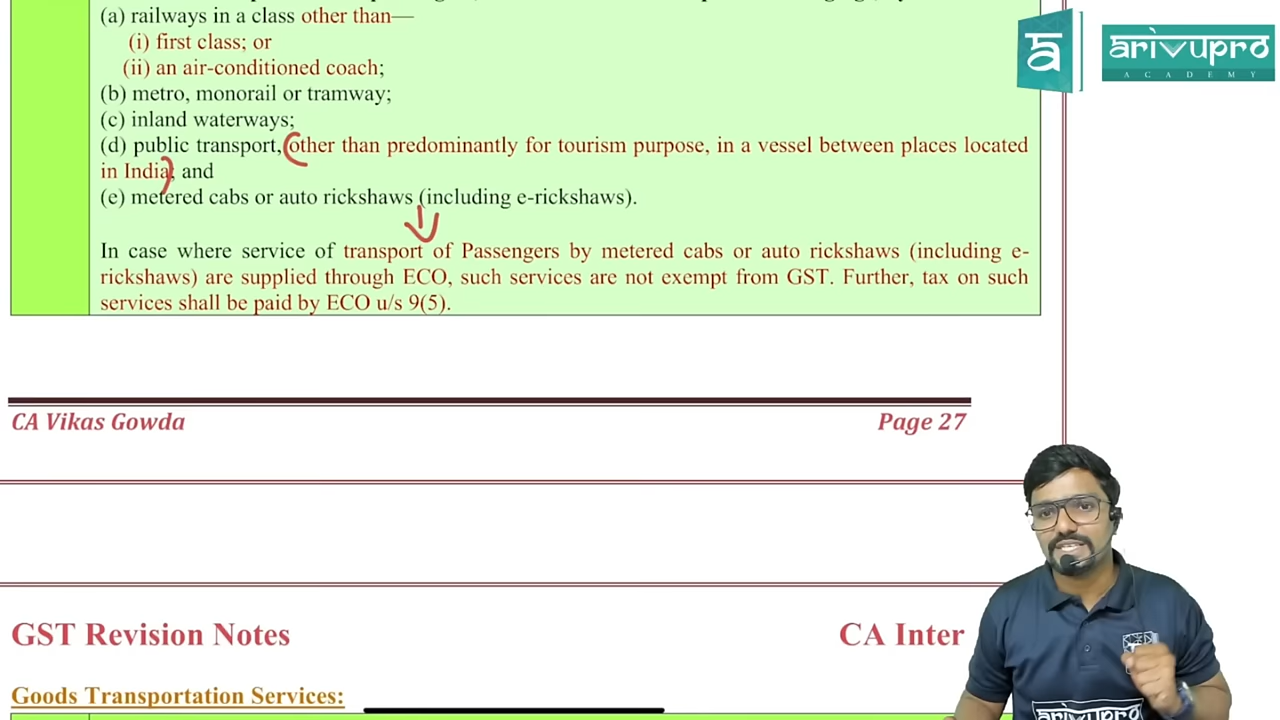 (a) railways in a class other than—
(i) first class; or
(ii) an air-conditioned coach;
(b) metro, monorail or tramway;
(c) inland waterways;
(d) public transport, other than predominantly for tourism purpose, in a vessel between places located
in India; and
(e) metered cabs or auto rickshaws (including e-rickshaws).
In case where service of transport of Passengers by metered cabs or auto rickshaws (including e-
rickshaws) are supplied through ECO, such services are not exempt from GST. Further, tax on such
services shall be paid by ECO u/s 9(5).
CA Vikas Gowda
Page 27
GST Revision Notes
CA Inter
Goods Transportation Services:
arivupro
ACADEMY
arivupro